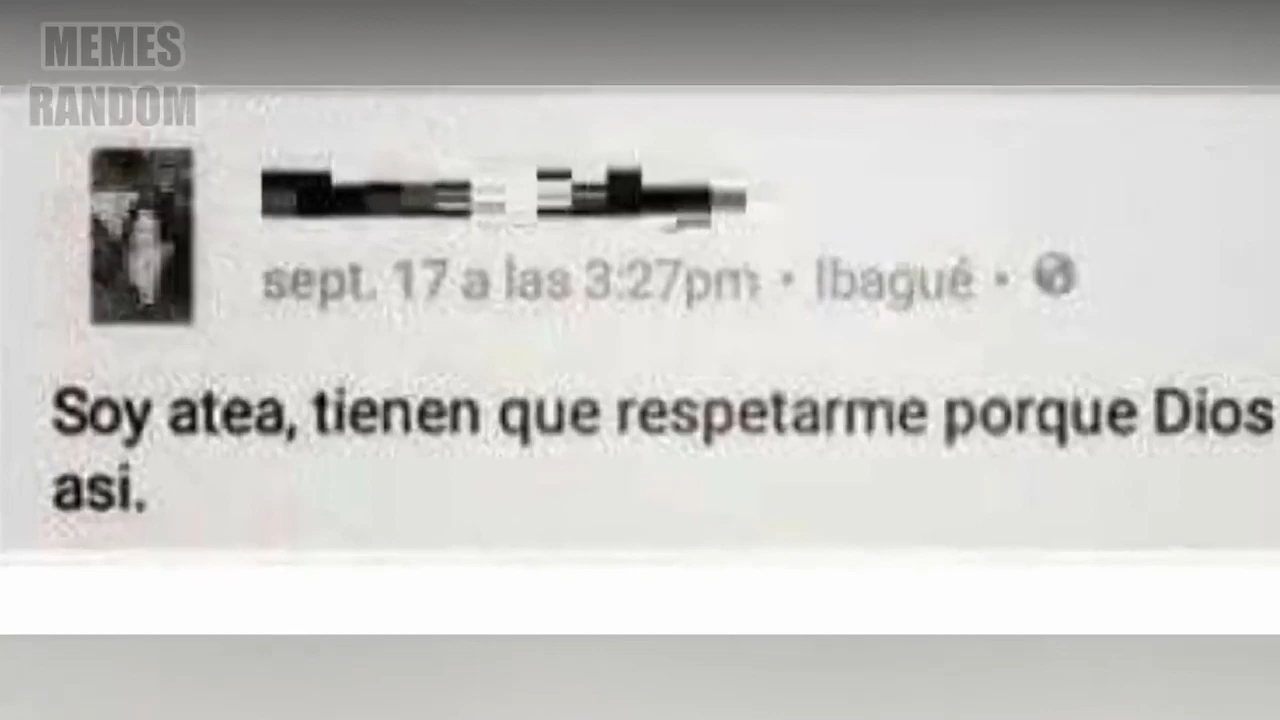 MEMES
RANDOM
sept. 17 a las 3:27pm · Ibagué ·
Soy atea, tienen que respetarme porque Dios
asi.